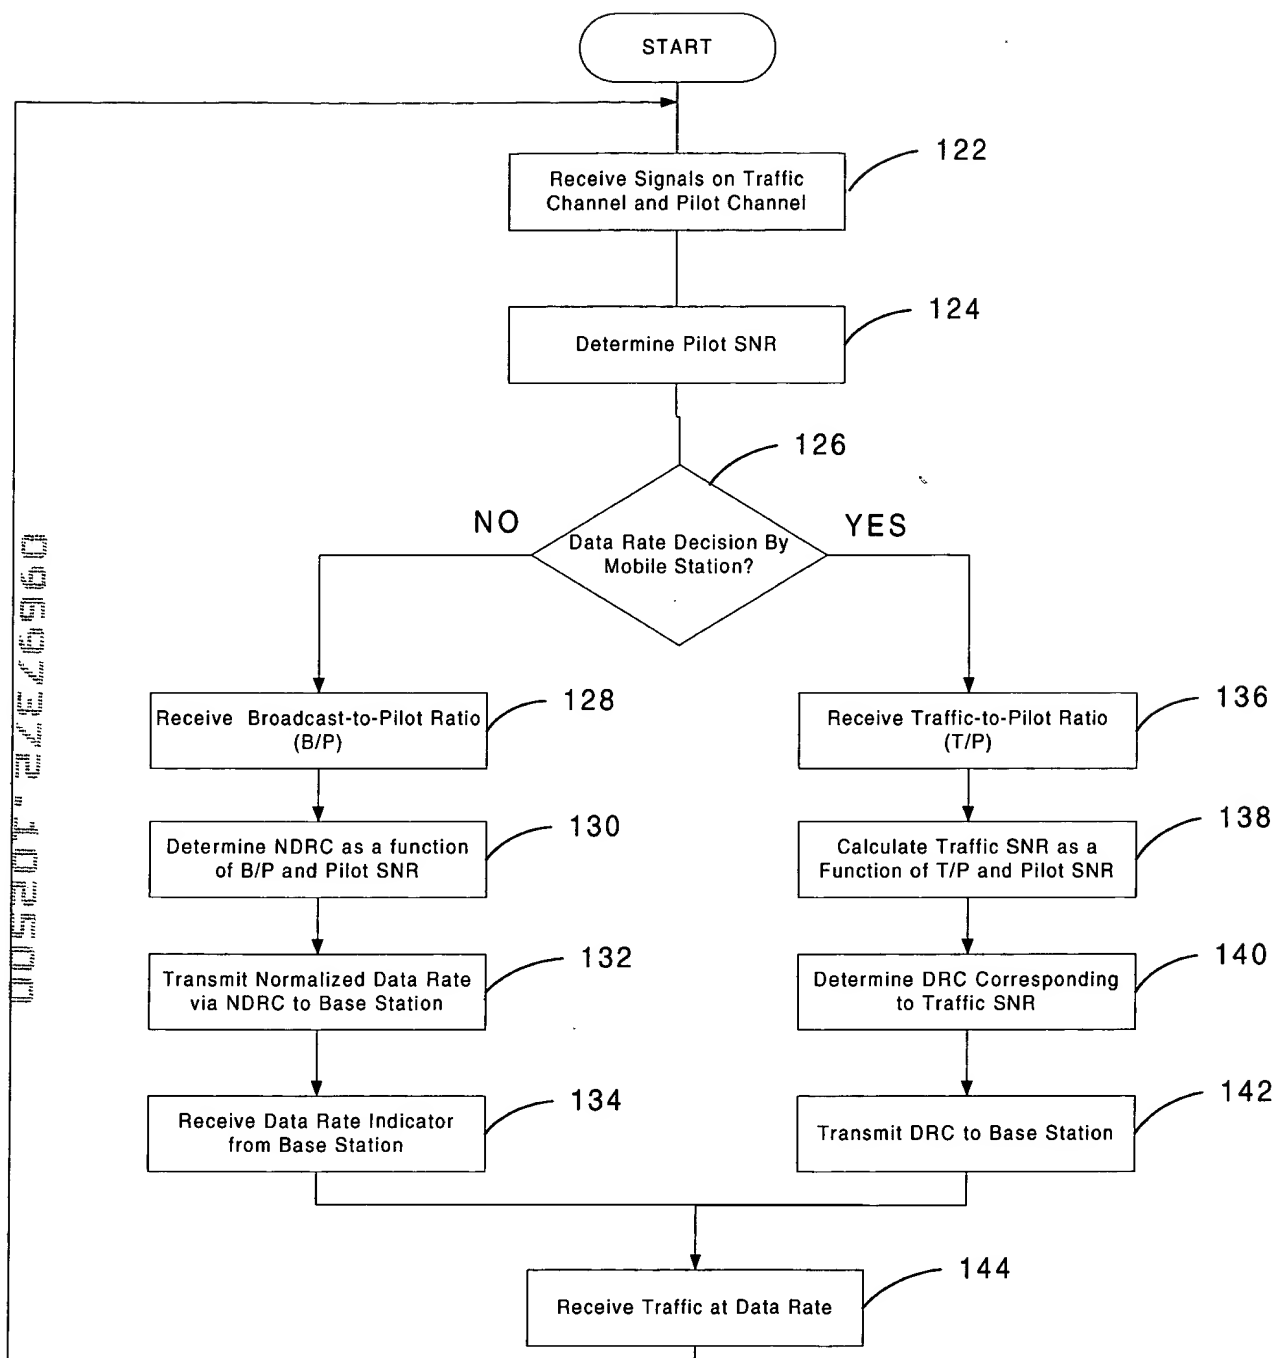 START
122
Receive Signals on Traffic
Channel and Pilot Channel
124
Determine Pilot SNR
126
NO
YES
Data Rate Decision By
Mobile Station?
128
Receive Broadcast-to-Pilot Ratio
(B/P)
136
Receive Traffic-to-Pilot Ratio
(T/P)
130
Determine NDRC as a function
of B/P and Pilot SNR
138
Calculate Traffic SNR as a
Function of T/P and Pilot SNR
132
Transmit Normalized Data Rate
via NDRC to Base Station
140
Determine DRC Corresponding
to Traffic SNR
134
Receive Data Rate Indicator
from Base Station
142
Transmit DRC to Base Station
144
Receive Traffic at Data Rate
09697372.102500